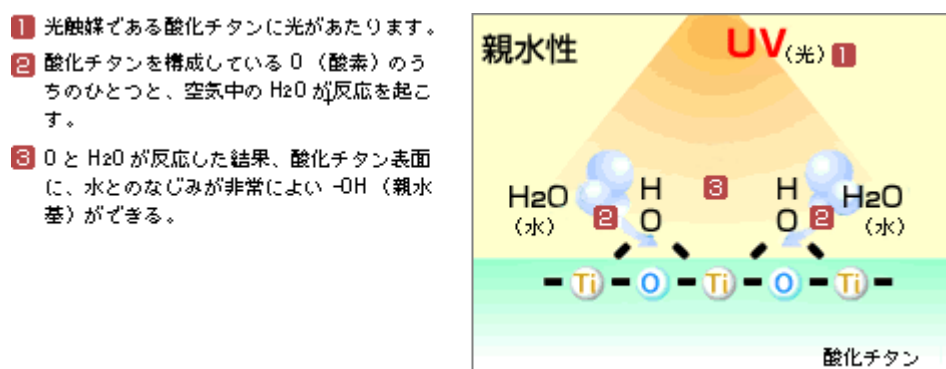 1 光触媒である酸化チタンに光があたります。
2 酸化チタンを構成している O (酸素) のう
ちのひとつと、空気中の H2O が反応を起こ
す。
3 O と H2O が反応した結果、酸化チタン表面
に、水とのなじみが非常によい -OH (親水
基) ができる。
親水性
UV(光) 1
H2O
(水)
2
H
O
3
H
O
2
H2O
(水)
Ti O Ti O Ti
酸化チタン